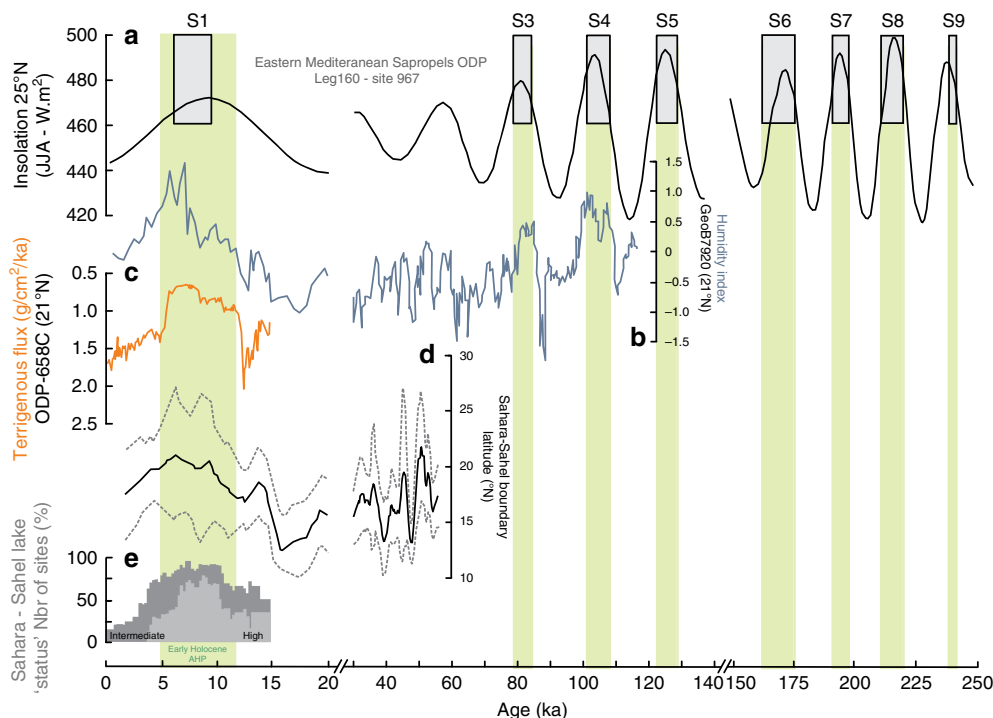 S1 S3 S4 S5 S6 S7 S8 S9
a
Eastern Mediteranean Sapropels ODP
Leg160 - site 967
Insolation 25°N
(JJA - W.m²)
500
480
460
440
420
1.5
1.0
0.5
0
−0.5
−1.0
−1.5
GeoB7920 (21°N)
Humidity index
b
c
Terrigenous flux (g/cm²/ka)
ODP-658C (21°N)
0.5
1.0
1.5
2.0
2.5
d
30
25
20
15
10
Sahara-Sahel boundary
latitude (°N)
e
Sahara - Sahel lake
'status' Nbr of sites (%)
100
50
0
Intermediate
High
Early Holocene
AHP
0 5 10 15 20 40 60 80 100 120 140 150 175 200 225 250
Age (ka)